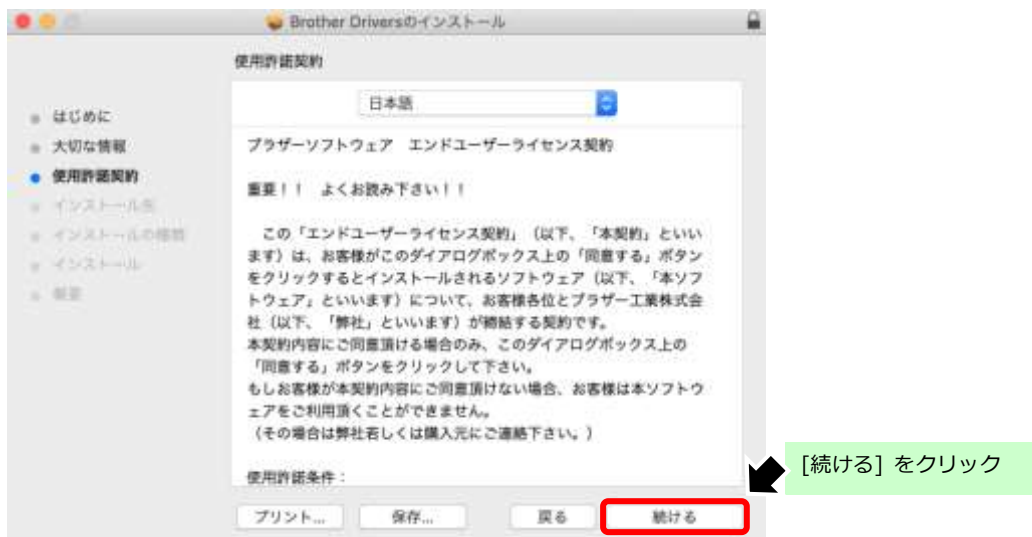 Brother Driversのインストール
使用許諾契約
はじめに
大切な情報
使用許諾契約
インストール先
インストールの種類
インストール
概要
日本語
ブラザーソフトウェア　エンドユーザーライセンス契約
重要！！　よくお読み下さい！！
この「エンドユーザーライセンス契約」（以下、「本契約」といい
ます）は、お客様がこのダイアログボックス上の「同意する」ボタン
をクリックするとインストールされるソフトウェア（以下、「本ソフ
トウェア」といいます）について、お客様各位とブラザー工業株式会
社（以下、「弊社」といいます）が締結する契約です。
本契約内容にご同意頂ける場合のみ、このダイアログボックス上の
「同意する」ボタンをクリックして下さい。
もしお客様が本契約内容にご同意頂けない場合、お客様は本ソフトウ
ェアをご利用頂くことができません。
（その場合は弊社若しくは購入元にご連絡下さい。）
使用許諾条件：
プリント... 保存... 戻る 続ける
[続ける] をクリック